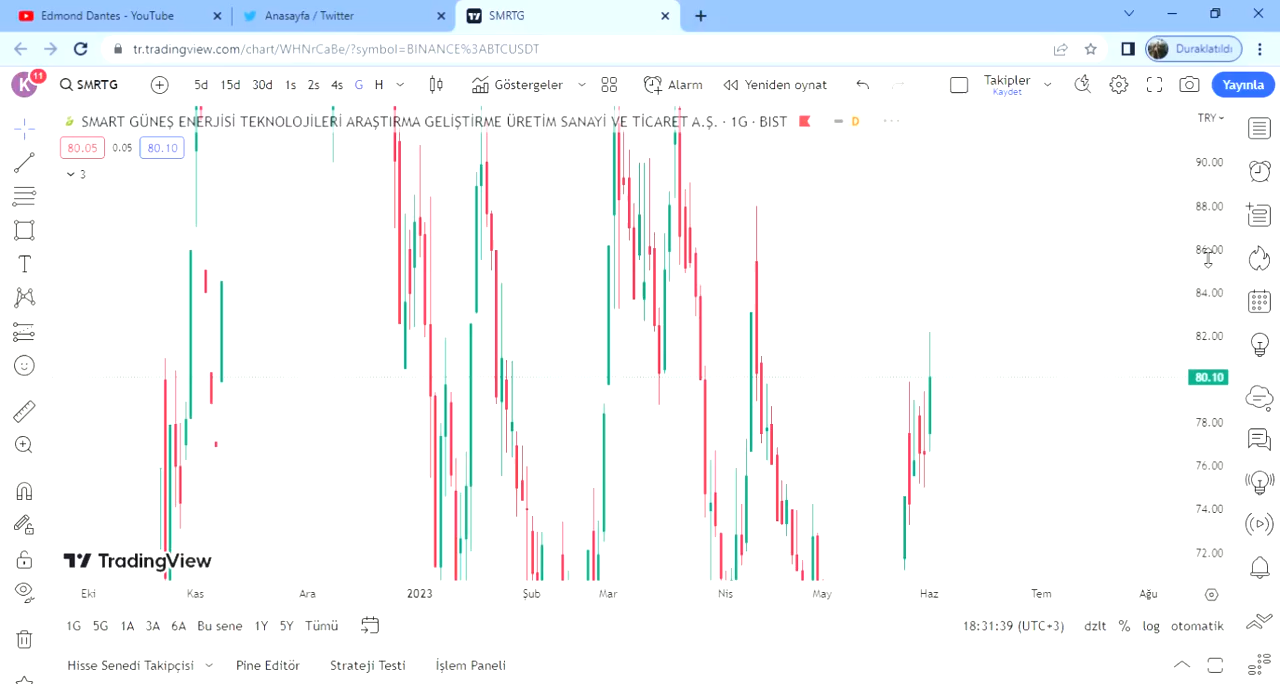 Edmond Dantes - YouTube
Anasayfa / Twitter
SMRTG
tr.tradingview.com/chart/WHNrCaBe/?symbol=BINANCE%3ABTCUSDT
Duraklatıldı
K 11
SMRTG
5d 15d 30d 1s 2s 4s G H
Göstergeler
Alarm
Yeniden oynat
Takipler
Kaydet
Yayınla
SMART GÜNEŞ ENERJİSİ TEKNOLOJİLERİ ARAŞTIRMA GELİŞTİRME ÜRETİM SANAYİ VE TİCARET A.Ş. · 1G · BIST
D
TRY
80.05 0.05 80.10
3
90.00
88.00
86.00
84.00
82.00
80.10
78.00
76.00
74.00
72.00
TradingView
Eki Kas Ara 2023 Şub Mar Nis May Haz Tem Ağu
1G 5G 1A 3A 6A Bu sene 1Y 5Y Tümü
18:31:39 (UTC+3) dzlt % log otomatik
Hisse Senedi Takipçisi Pine Editör Strateji Testi İşlem Paneli